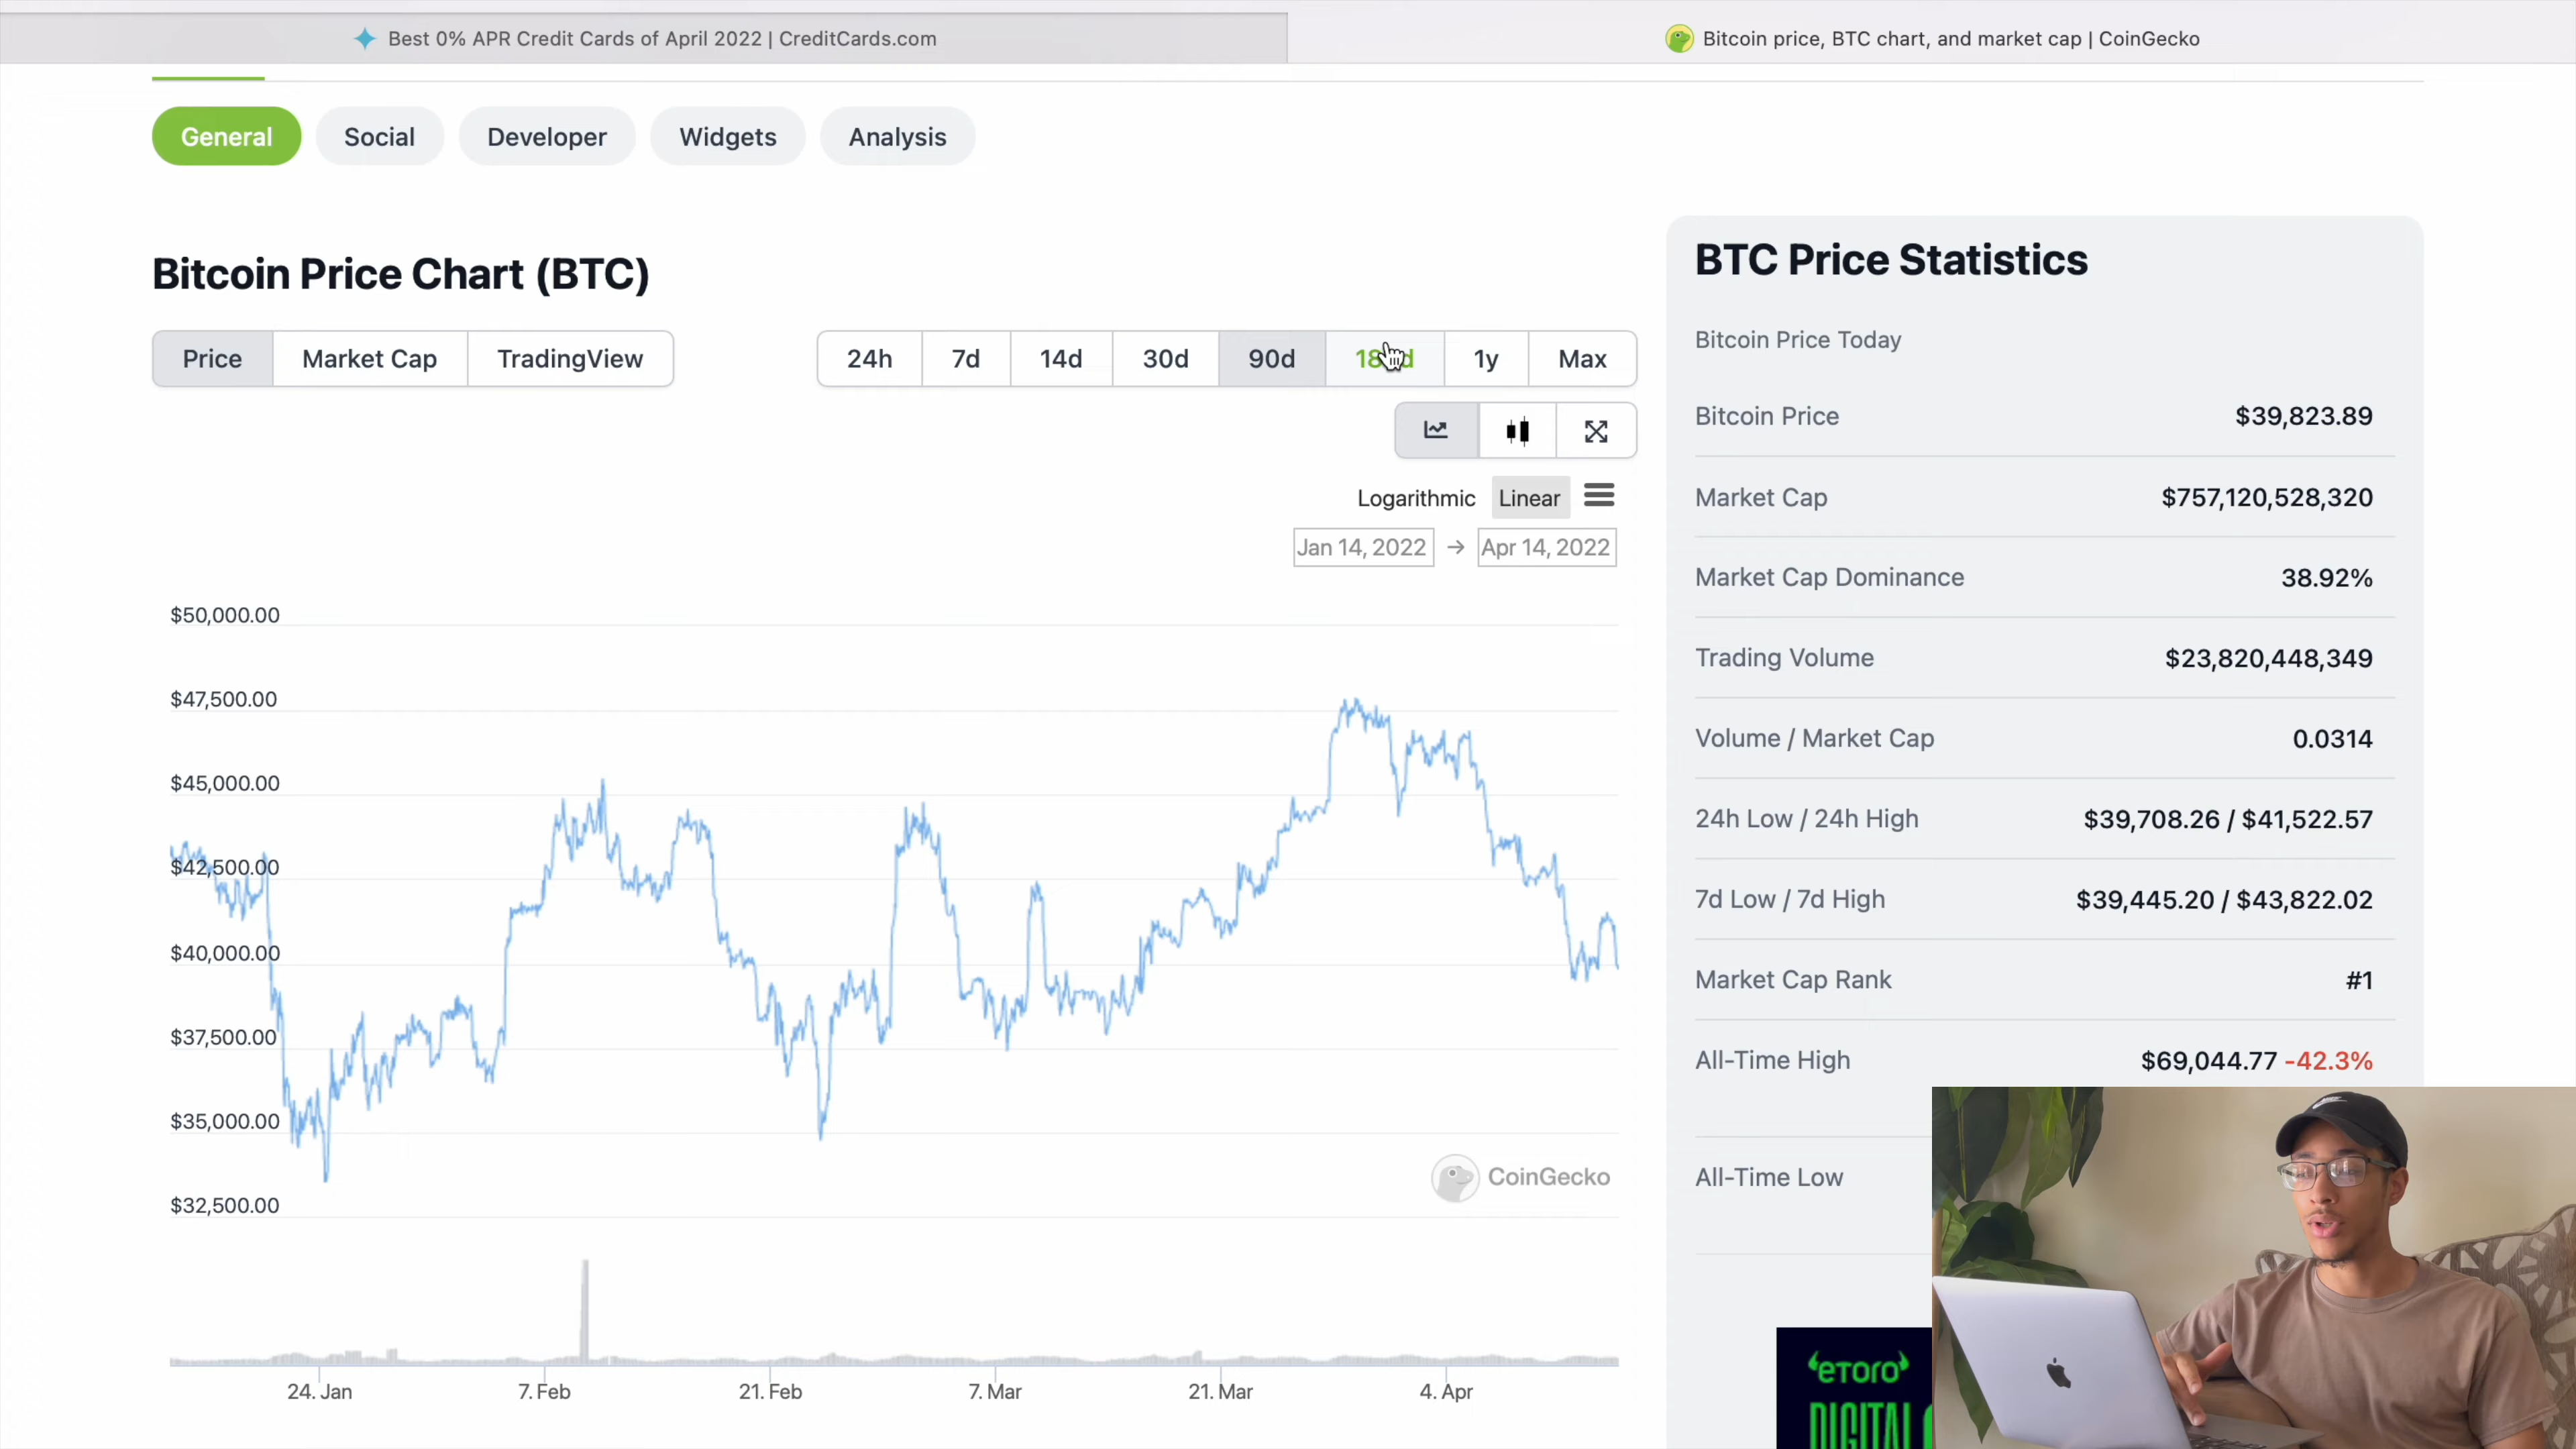 Best 0% APR Credit Cards of April 2022 | CreditCards.com
Bitcoin price, BTC chart, and market cap | CoinGecko
General
Social
Developer
Widgets
Analysis
Bitcoin Price Chart (BTC)
Price
Market Cap
TradingView
24h
7d
14d
30d
90d
1y
Max
Logarithmic
Linear
Jan 14, 2022 → Apr 14, 2022
$50,000.00
$47,500.00
$45,000.00
$42,500.00
$40,000.00
$37,500.00
$35,000.00
$32,500.00
CoinGecko
24. Jan
7. Feb
21. Feb
7. Mar
21. Mar
4. Apr
BTC Price Statistics
Bitcoin Price Today
Bitcoin Price $39,823.89
Market Cap $757,120,528,320
Market Cap Dominance 38.92%
Trading Volume $23,820,448,349
Volume / Market Cap 0.0314
24h Low / 24h High $39,708.26 / $41,522.57
7d Low / 7d High $39,445.20 / $43,822.02
Market Cap Rank #1
All-Time High $69,044.77 -42.3%
All-Time Low
eToro
DIGITAL